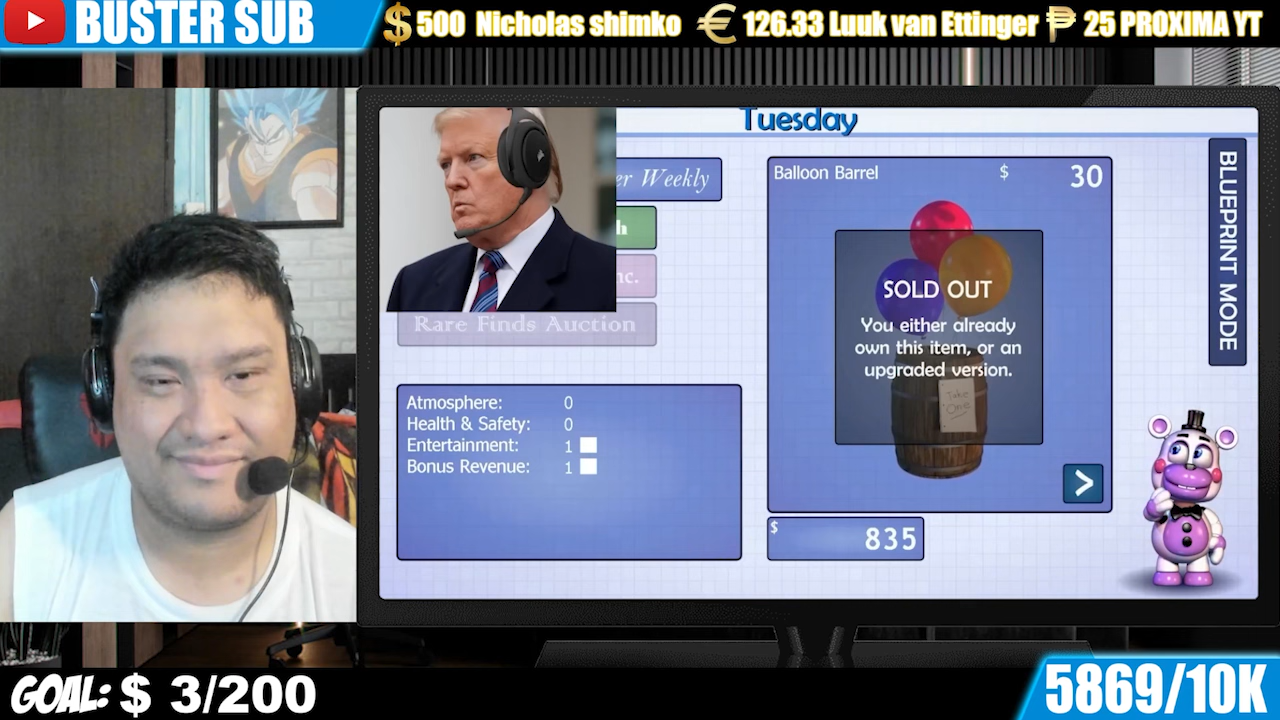 BUSTER SUB
$ 500 Nicholas shimko € 126.33 Luuk van Ettinger ₱ 25 PROXIMA YT
Tuesday
er Weekly
h
nc.
Rare Finds Auction
Balloon Barrel $ 30
SOLD OUT
You either already
own this item, or an
upgraded version.
Take
One
BLUEPRINT MODE
Atmosphere: 0
Health & Safety: 0
Entertainment: 1
Bonus Revenue: 1
>
$ 835
GOAL: $ 3/200
5869/10K